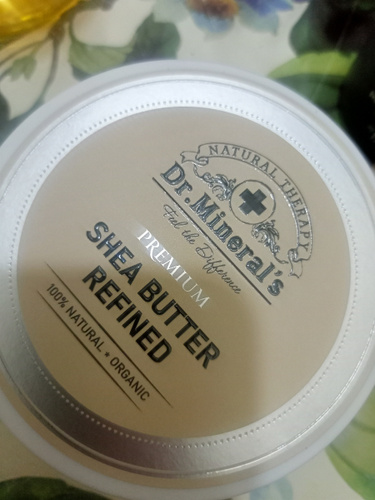 NATURAL THERAPY
Dr. Mineral's
Feel the Difference
PREMIUM
SHEA BUTTER
REFINED
100% NATURAL • ORGANIC